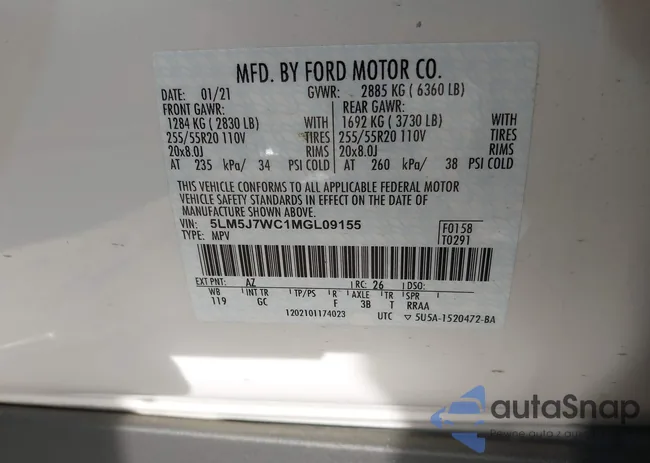 MFD. BY FORD MOTOR CO.
DATE: 01/21 GVWR: 2885 KG ( 6360 LB)
FRONT GAWR: REAR GAWR:
1284 KG ( 2830 LB) WITH 1692 KG ( 3730 LB) WITH
255/55R20 110V TIRES 255/55R20 110V TIRES
20x8.0J RIMS 20x8.0J RIMS
AT 235 kPa/ 34 PSI COLD AT 260 kPa/ 38 PSI COLD
THIS VEHICLE CONFORMS TO ALL APPLICABLE FEDERAL MOTOR
VEHICLE SAFETY STANDARDS IN EFFECT ON THE DATE OF
MANUFACTURE SHOWN ABOVE.
VIN: 5LM5J7WC1MGL09155 F0158
TYPE: MPV T0291
EXT PNT: AZ RC: 26 DSO:
WB INT TR TP/PS R AXLE TR SPR
119 GC F 3B T RRAA
1202101174023 UTC ▽ 5U5A-1520472-BA
autaSnap
Pewne auto z